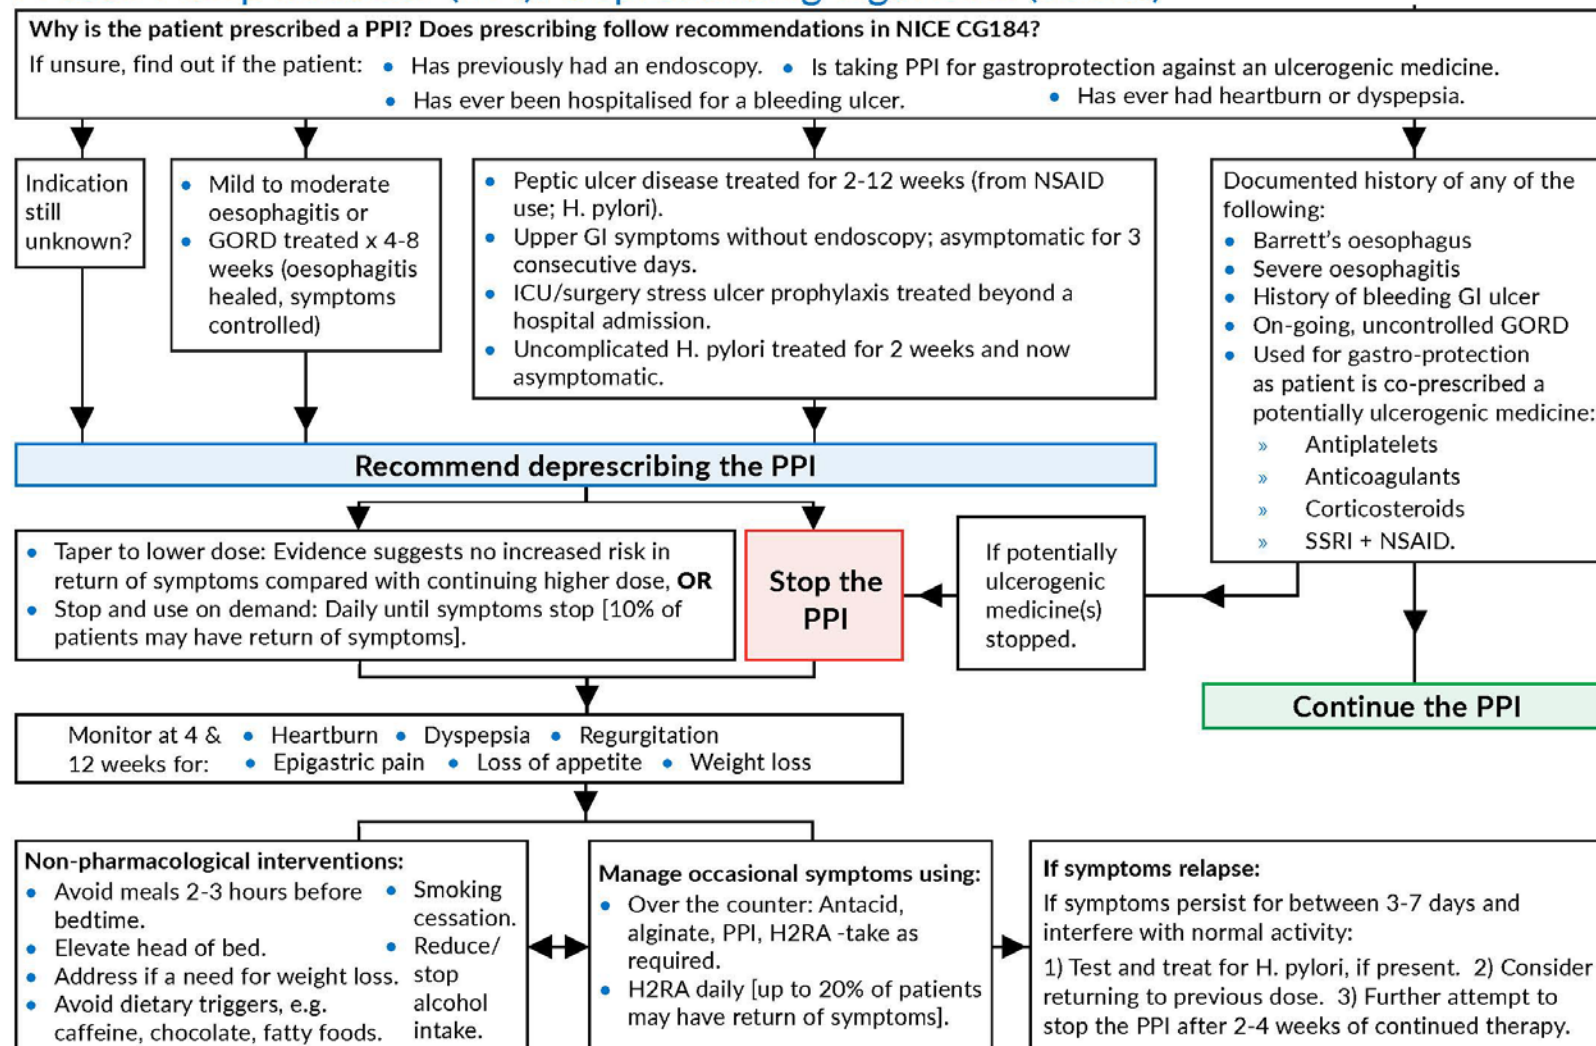 Why is the patient prescribed a PPI? Does prescribing follow recommendations in NICE CG184?
If unsure, find out if the patient: • Has previously had an endoscopy. • Is taking PPI for gastroprotection against an ulcerogenic medicine.
• Has ever been hospitalised for a bleeding ulcer. • Has ever had heartburn or dyspepsia.
Indication
still
unknown?
• Mild to moderate
oesophagitis or
• GORD treated x 4-8
weeks (oesophagitis
healed, symptoms
controlled)
• Peptic ulcer disease treated for 2-12 weeks (from NSAID
use; H. pylori).
• Upper GI symptoms without endoscopy; asymptomatic for 3
consecutive days.
• ICU/surgery stress ulcer prophylaxis treated beyond a
hospital admission.
• Uncomplicated H. pylori treated for 2 weeks and now
asymptomatic.
Documented history of any of the
following:
• Barrett's oesophagus
• Severe oesophagitis
• History of bleeding GI ulcer
• On-going, uncontrolled GORD
• Used for gastro-protection
as patient is co-prescribed a
potentially ulcerogenic medicine:
» Antiplatelets
» Anticoagulants
» Corticosteroids
» SSRI + NSAID.
Recommend deprescribing the PPI
• Taper to lower dose: Evidence suggests no increased risk in
return of symptoms compared with continuing higher dose, OR
• Stop and use on demand: Daily until symptoms stop [10% of
patients may have return of symptoms].
Stop the
PPI
If potentially
ulcerogenic
medicine(s)
stopped.
Continue the PPI
Monitor at 4 & • Heartburn • Dyspepsia • Regurgitation
12 weeks for: • Epigastric pain • Loss of appetite • Weight loss
Non-pharmacological interventions:
• Avoid meals 2-3 hours before
bedtime.
• Elevate head of bed.
• Address if a need for weight loss.
• Avoid dietary triggers, e.g.
caffeine, chocolate, fatty foods.
• Smoking
cessation.
• Reduce/
stop
alcohol
intake.
Manage occasional symptoms using:
• Over the counter: Antacid,
alginate, PPI, H2RA -take as
required.
• H2RA daily [up to 20% of patients
may have return of symptoms].
If symptoms relapse:
If symptoms persist for between 3-7 days and
interfere with normal activity:
1) Test and treat for H. pylori, if present. 2) Consider
returning to previous dose. 3) Further attempt to
stop the PPI after 2-4 weeks of continued therapy.